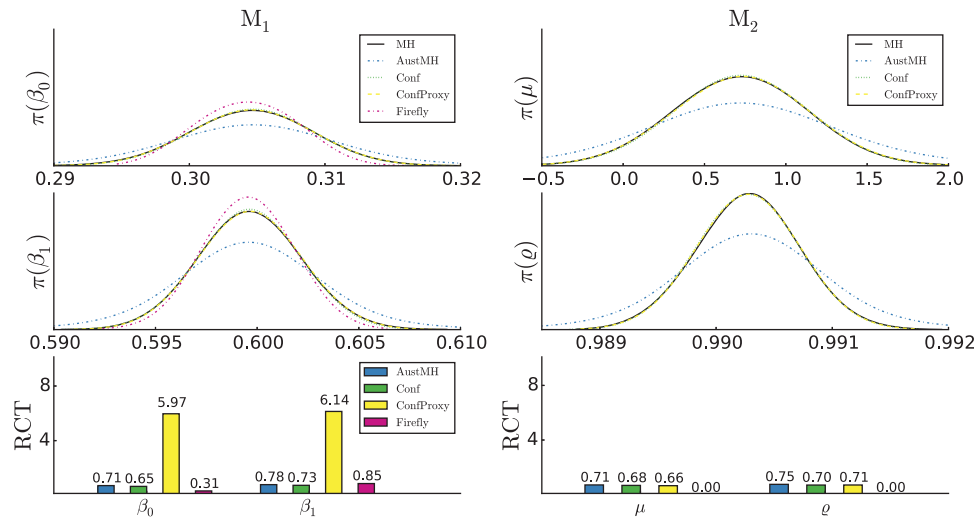 M₁
M₂
π(β₀)
MH
AustMH
Conf
ConfProxy
Firefly
0.29 0.30 0.31 0.32
π(μ)
MH
AustMH
Conf
ConfProxy
−0.5 0.0 0.5 1.0 1.5 2.0
π(β₁)
0.590 0.595 0.600 0.605 0.610
π(ϱ)
0.989 0.990 0.991 0.992
RCT
8
4
AustMH
Conf
ConfProxy
Firefly
0.71 0.65 5.97 0.31
0.78 0.73 6.14 0.85
β₀ β₁
RCT
8
4
0.71 0.68 0.66 0.00
0.75 0.70 0.71 0.00
μ ϱ